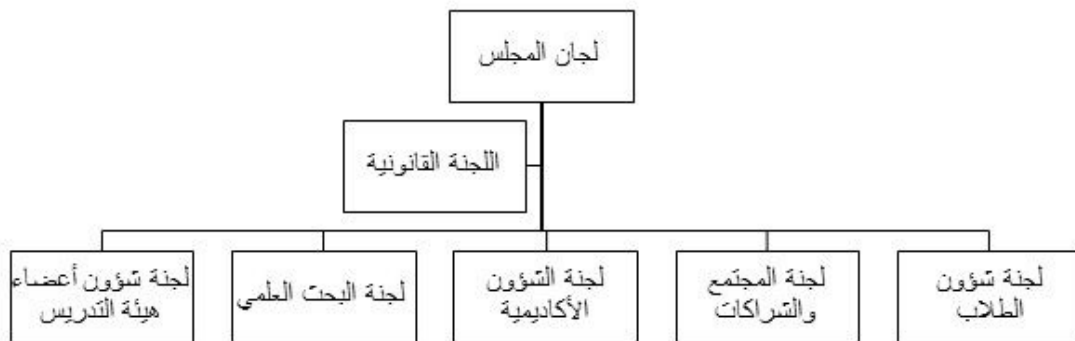 لجان المجلس
اللجنة القانونية
لجنة شؤون
الطلاب
لجنة المجتمع
والشراكات
لجنة الشؤون
الأكاديمية
لجنة البحث العلمي
لجنة شؤون أعضاء
هيئة التدريس